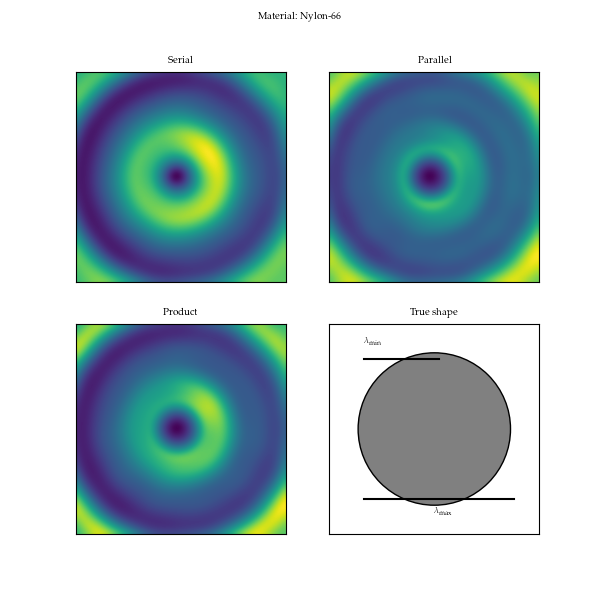 Material: Nylon-66
Serial
Parallel
Product
True shape
λmin
λmax